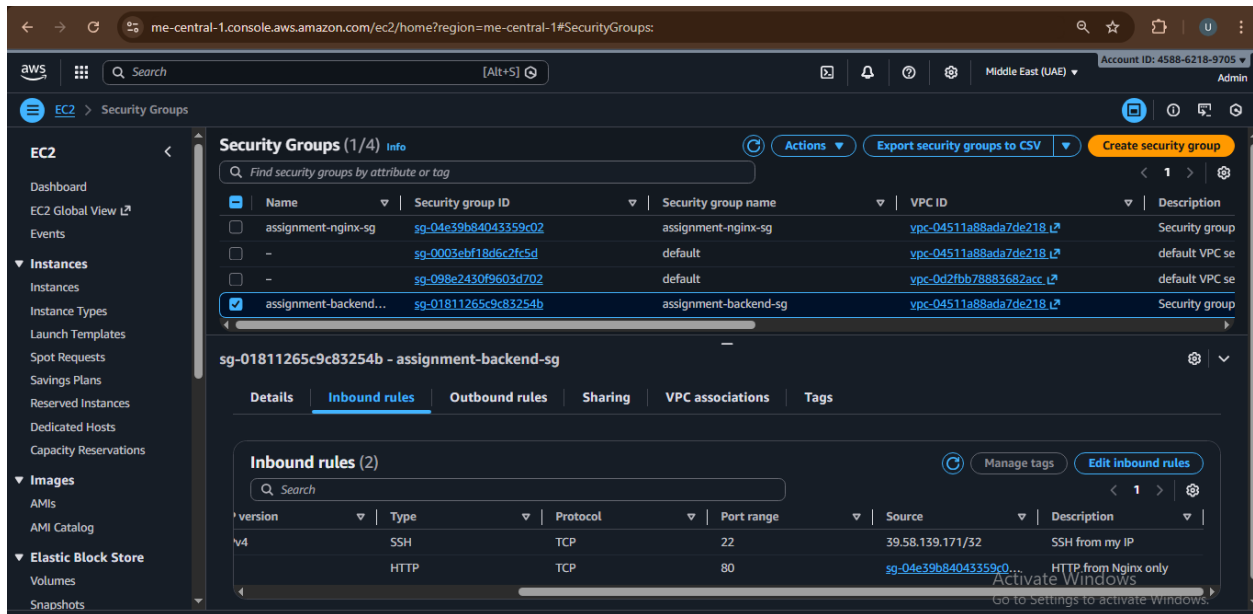 me-central-1.console.aws.amazon.com/ec2/home?region=me-central-1#SecurityGroups:
U
aws
Search
[Alt+S]
Middle East (UAE)
Account ID: 4588-6218-9705
Admin
EC2 > Security Groups
EC2
Dashboard
EC2 Global View
Events
Instances
Instances
Instance Types
Launch Templates
Spot Requests
Savings Plans
Reserved Instances
Dedicated Hosts
Capacity Reservations
Images
AMIs
AMI Catalog
Elastic Block Store
Volumes
Snapshots
Security Groups (1/4) Info
Actions
Export security groups to CSV
Create security group
Find security groups by attribute or tag
1
Name Security group ID Security group name VPC ID Description
assignment-nginx-sg sg-04e39b84043359c02 assignment-nginx-sg vpc-04511a88ada7de218 Security group
– sg-0003ebf18d6c2fc5d default vpc-04511a88ada7de218 default VPC se
– sg-098e2430f9603d702 default vpc-0d2fbb78883682acc default VPC se
assignment-backend... sg-01811265c9c83254b assignment-backend-sg vpc-04511a88ada7de218 Security group
sg-01811265c9c83254b - assignment-backend-sg
Details Inbound rules Outbound rules Sharing VPC associations Tags
Inbound rules (2)
Manage tags
Edit inbound rules
Search
1
version Type Protocol Port range Source Description
v4 SSH TCP 22 39.58.139.171/32 SSH from my IP
HTTP TCP 80 sg-04e39b84043359c0... HTTP from Nginx only
Activate Windows
Go to Settings to activate Windows.